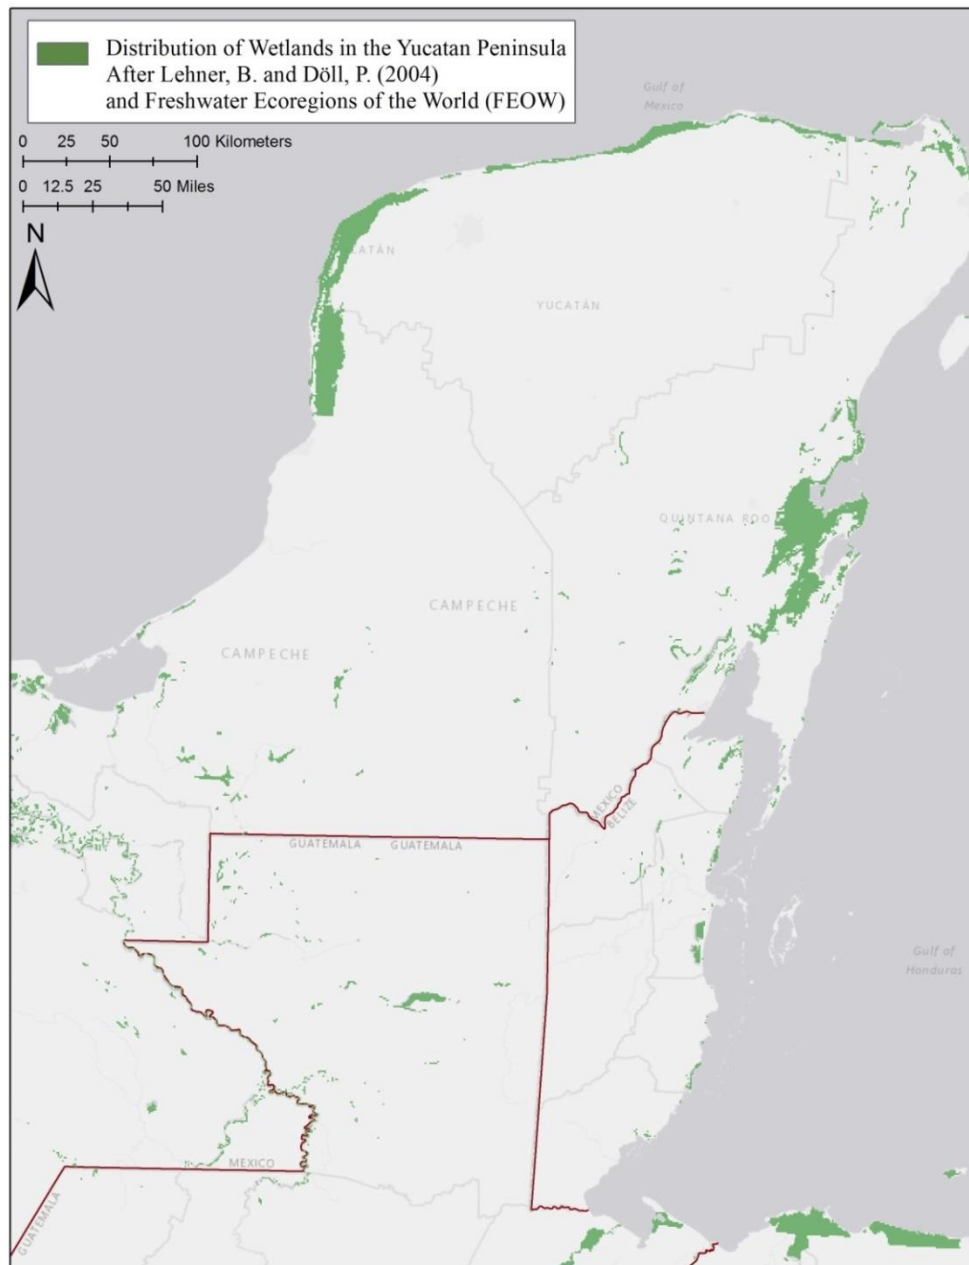 Distribution of Wetlands in the Yucatan Peninsula
After Lehner, B. and Döll, P. (2004)
and Freshwater Ecoregions of the World (FEOW)
0 25 50 100 Kilometers
0 12.5 25 50 Miles
N
Gulf of
Mexico
CATÁN
YUCATÁN
QUINTANA ROO
CAMPECHE
CAMPECHE
MEXICO
BELIZE
GUATEMALA GUATEMALA
Gulf of
Honduras
MEXICO
GUATEMALA